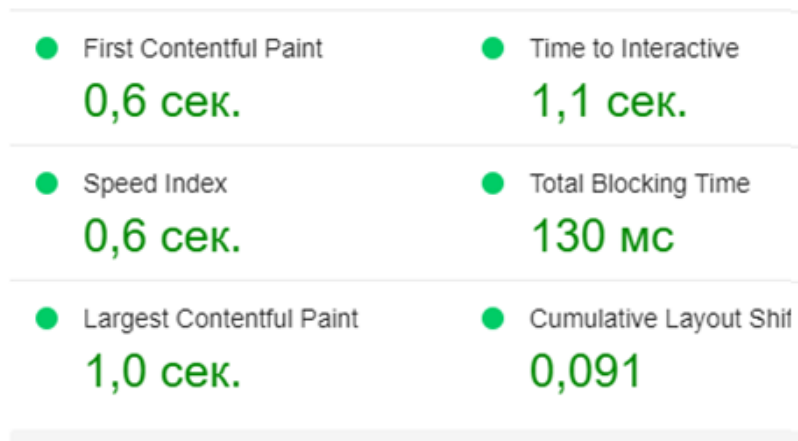 First Contentful Paint
0,6 сек.
Time to Interactive
1,1 сек.
Speed Index
0,6 сек.
Total Blocking Time
130 мс
Largest Contentful Paint
1,0 сек.
Cumulative Layout Shif
0,091